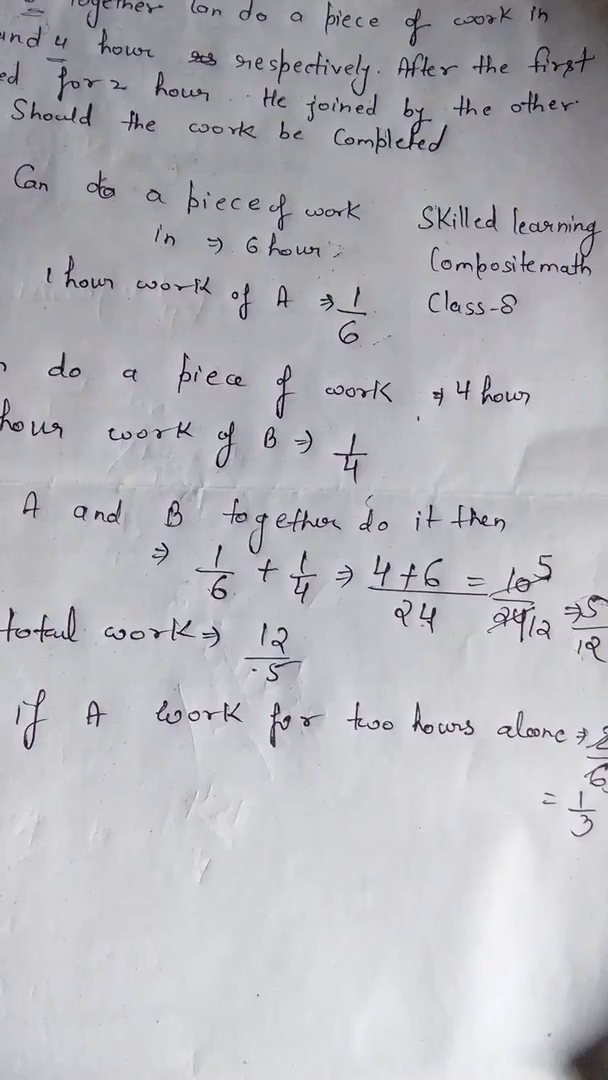 Together Can do a piece of work in
and 4 hour respectively. After the first
ed for 2 hour. He joined by the other.
Should the work be Completed
Can do a piece of work
in ⇒ 6 hour
Skilled learning
Composite math
Class-8
1 hour work of A ⇒ 1/6
do a piece of work ⇒ 4 hour
hour work of B ⇒ 1/4
A and B together do it then
⇒ 1/6 + 1/4 ⇒ 4+6/24 = 10/24 5/12 ⇒ 5/12
total work ⇒ 12/5
if A work for two hours alone ⇒ 2/6
= 1/3